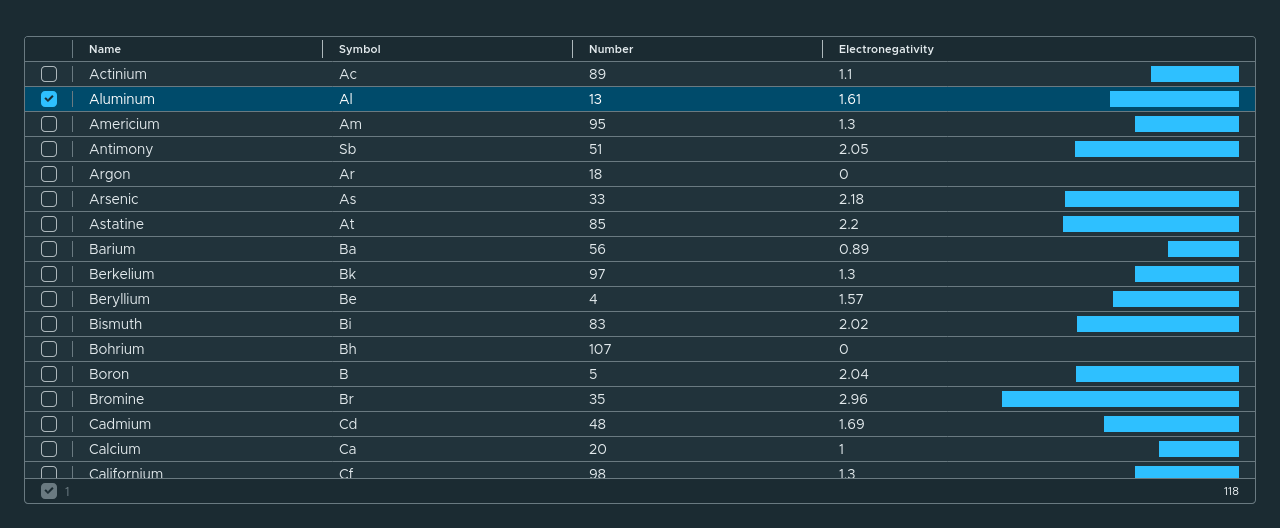 Name Symbol Number Electronegativity
Actinium Ac 89 1.1
Aluminum Al 13 1.61
Americium Am 95 1.3
Antimony Sb 51 2.05
Argon Ar 18 0
Arsenic As 33 2.18
Astatine At 85 2.2
Barium Ba 56 0.89
Berkelium Bk 97 1.3
Beryllium Be 4 1.57
Bismuth Bi 83 2.02
Bohrium Bh 107 0
Boron B 5 2.04
Bromine Br 35 2.96
Cadmium Cd 48 1.69
Calcium Ca 20 1
Californium Cf 98 1.3
1 118